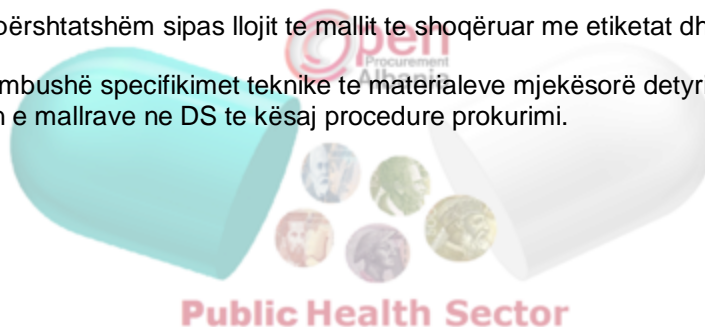 përshtatshëm sipas llojit te mallit te shoqëruar me etiketat dh
mbushë specifikimet teknike te materialeve mjekësorë detyri
e mallrave ne DS te kësaj procedure prokurimi.
Open
Procurement
Albania
Public Health Sector